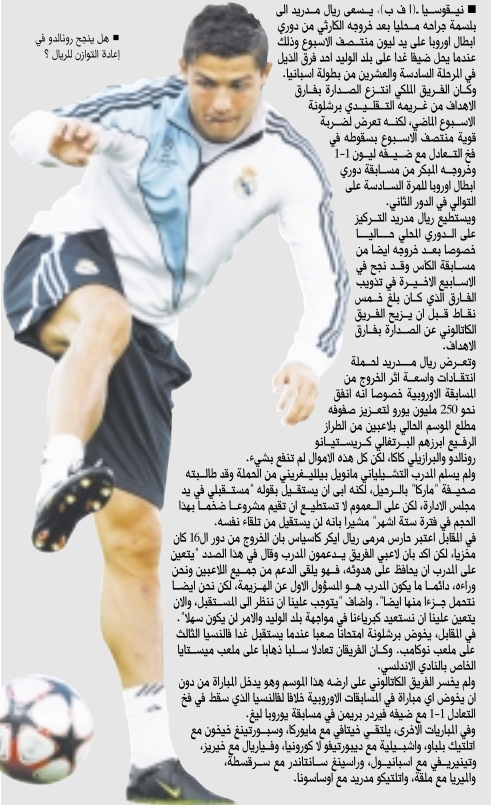 ■ هل ينجح رونالدو في
إعادة التوازن للريال ؟
■ نيقوسيا ـ(ا ف ب)، يسعى ريال مدريد الى
بلسمة جراحه محليا بعد خروجه الكارثي من دوري
ابطال اوروبا على يد ليون منتصف الاسبوع وذلك
عندما يحل ضيفا غدا على بلد الوليد احد فرق الذيل
في المرحلة السادسة والعشرين من بطولة اسبانيا.
وكان الفريق الملكي انتزع الصدارة بفارق
الاهداف من غريمه التقليدي برشلونة
الاسبوع الماضي، لكنه تعرض لضربة
قوية منتصف الاسبوع بسقوطه في
فخ التعادل مع ضيفه ليون 1-1
وخروجه المبكر من مسابقة دوري
ابطال اوروبا للمرة السادسة على
التوالي في الدور الثاني.
ويستطيع ريال مدريد التركيز
على الدوري المحلي حاليا
خصوصا بعد خروجه ايضا من
مسابقة الكاس وقد نجح في
الاسابيع الاخيرة في تذويب
الفارق الذي كان بلغ خمس
نقاط قبل ان يزيح الفريق
الكاتالوني عن الصدارة بفارق
الاهداف.
وتعرض ريال مدريد لحملة
انتقادات واسعة اثر الخروج من
المسابقة الاوروبية خصوصا انه انفق
نحو 250 مليون يورو لتعزيز صفوفه
مطلع الموسم الحالي بلاعبين من الطراز
الرفيع ابرزهم البرتغالي كريستيانو
رونالدو والبرازيلي كاكا، لكن كل هذه الاموال لم تنفع بشيء.
ولم يسلم المدرب التشيلياني مانويل بيلليغريني من الحملة وقد طالبته
صحيفة "ماركا" بالرحيل، لكنه ابى ان يستقيل بقوله "مستقبلي في يد
مجلس الادارة، لكن على العموم لا تستطيع ان تقيم مشروعا ضخما بهذا
الحجم في فترة ستة اشهر" مشيرا بانه لن يستقيل من تلقاء نفسه.
في المقابل اعتبر حارس مرمى ريال ايكر كاسياس بان الخروج من دور ال16 كان
مخزيا، لكن اكد بان لاعبي الفريق يدعمون المدرب وقال في هذا الصدد "يتعين
على المدرب ان يحافظ على هدوئه، فهو يلقى الدعم من جميع اللاعبين ونحن
وراءه، دائما ما يكون المدرب هو المسؤول الاول عن الهزيمة، لكن نحن ايضا
نتحمل جزءا منها ايضا". واضاف "يتوجب علينا ان ننظر الى المستقبل، والان
يتعين علينا ان نستعيد كبرياءنا في مواجهة بلد الوليد والامر لن يكون سهلا".
في المقابل، يخوض برشلونة امتحانا صعبا عندما يستقبل غدا فالنسيا الثالث
على ملعب نوكامب. وكان الفريقان تعادلا سلبا ذهابا على ملعب ميستايا
الخاص بالنادي الاندلسي.
ولم يخسر الفريق الكاتالوني على ارضه هذا الموسم وهو يدخل المباراة من دون
ان يخوض اي مباراة في المسابقات الاوروبية خلافا لفالنسيا الذي سقط في فخ
التعادل 1-1 مع ضيفه فيردر بريمن في مسابقة يوروبا ليغ.
وفي المباريات الاخرى، يلتقي خيتافي مع مايوركا، وسبورتينغ خيخون مع
اتلتيك بلباو، واشبيلية مع ديبورتيفو لا كورونيا، وفياريال مع خيريز،
وتينيريفي مع اسبانيول، وراسينغ سانتاندر مع سرقسطة،
والميريا مع ملقة، واتلتيكو مدريد مع اوساسونا.